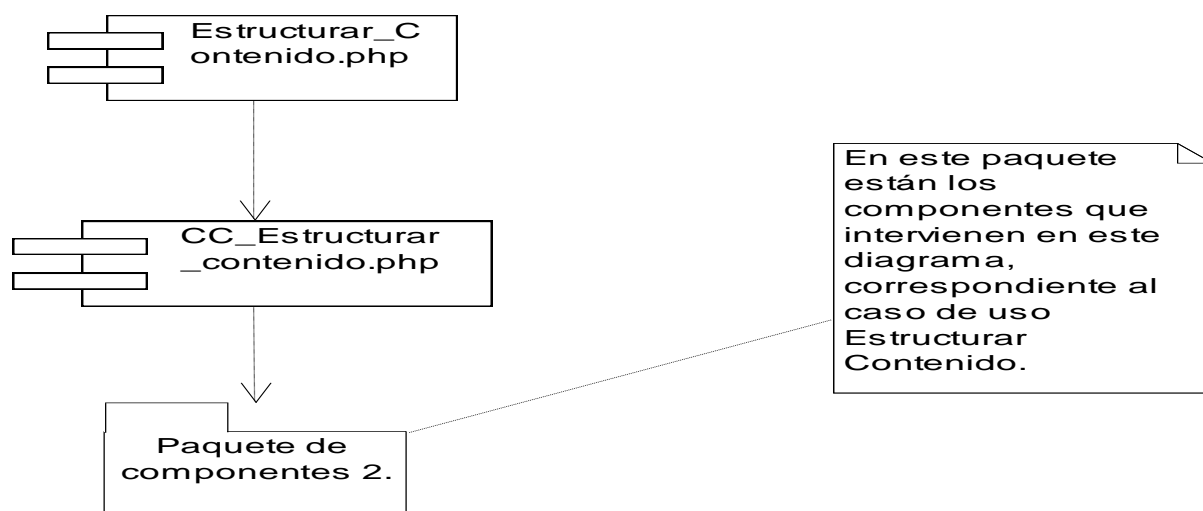 Estructurar_C
ontenido.php
CC_Estructurar
_contenido.php
Paquete de
componentes 2.
En este paquete
están los
componentes que
intervienen en este
diagrama,
correspondiente al
caso de uso
Estructurar
Contenido.